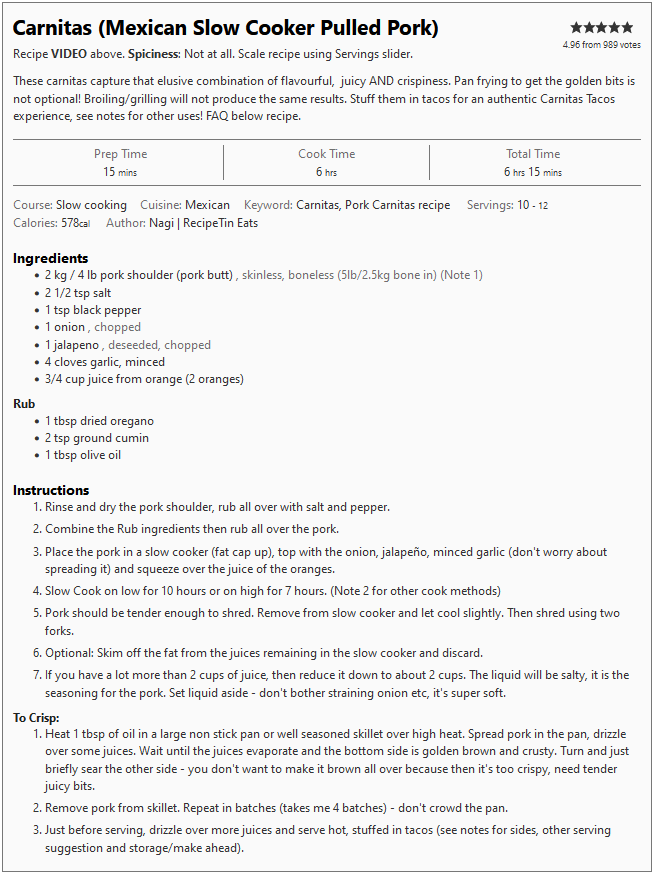 Carnitas (Mexican Slow Cooker Pulled Pork)
4.96 from 989 votes
Recipe VIDEO above. Spiciness: Not at all. Scale recipe using Servings slider.
These carnitas capture that elusive combination of flavourful,  juicy AND crispiness. Pan frying to get the golden bits is
not optional! Broiling/grilling will not produce the same results. Stuff them in tacos for an authentic Carnitas Tacos
experience, see notes for other uses! FAQ below recipe.
Prep Time
15 mins
Cook Time
6 hrs
Total Time
6 hrs 15 mins
Course: Slow cooking Cuisine: Mexican Keyword: Carnitas, Pork Carnitas recipe Servings: 10 - 12
Calories: 578cal Author: Nagi | RecipeTin Eats
Ingredients
• 2 kg / 4 lb pork shoulder (pork butt) , skinless, boneless (5lb/2.5kg bone in) (Note 1)
• 2 1/2 tsp salt
• 1 tsp black pepper
• 1 onion , chopped
• 1 jalapeno , deseeded, chopped
• 4 cloves garlic, minced
• 3/4 cup juice from orange (2 oranges)
Rub
• 1 tbsp dried oregano
• 2 tsp ground cumin
• 1 tbsp olive oil
Instructions
1. Rinse and dry the pork shoulder, rub all over with salt and pepper.
2. Combine the Rub ingredients then rub all over the pork.
3. Place the pork in a slow cooker (fat cap up), top with the onion, jalapeño, minced garlic (don't worry about
spreading it) and squeeze over the juice of the oranges.
4. Slow Cook on low for 10 hours or on high for 7 hours. (Note 2 for other cook methods)
5. Pork should be tender enough to shred. Remove from slow cooker and let cool slightly. Then shred using two
forks.
6. Optional: Skim off the fat from the juices remaining in the slow cooker and discard.
7. If you have a lot more than 2 cups of juice, then reduce it down to about 2 cups. The liquid will be salty, it is the
seasoning for the pork. Set liquid aside - don't bother straining onion etc, it's super soft.
To Crisp:
1. Heat 1 tbsp of oil in a large non stick pan or well seasoned skillet over high heat. Spread pork in the pan, drizzle
over some juices. Wait until the juices evaporate and the bottom side is golden brown and crusty. Turn and just
briefly sear the other side - you don't want to make it brown all over because then it's too crispy, need tender
juicy bits.
2. Remove pork from skillet. Repeat in batches (takes me 4 batches) - don't crowd the pan.
3. Just before serving, drizzle over more juices and serve hot, stuffed in tacos (see notes for sides, other serving
suggestion and storage/make ahead).